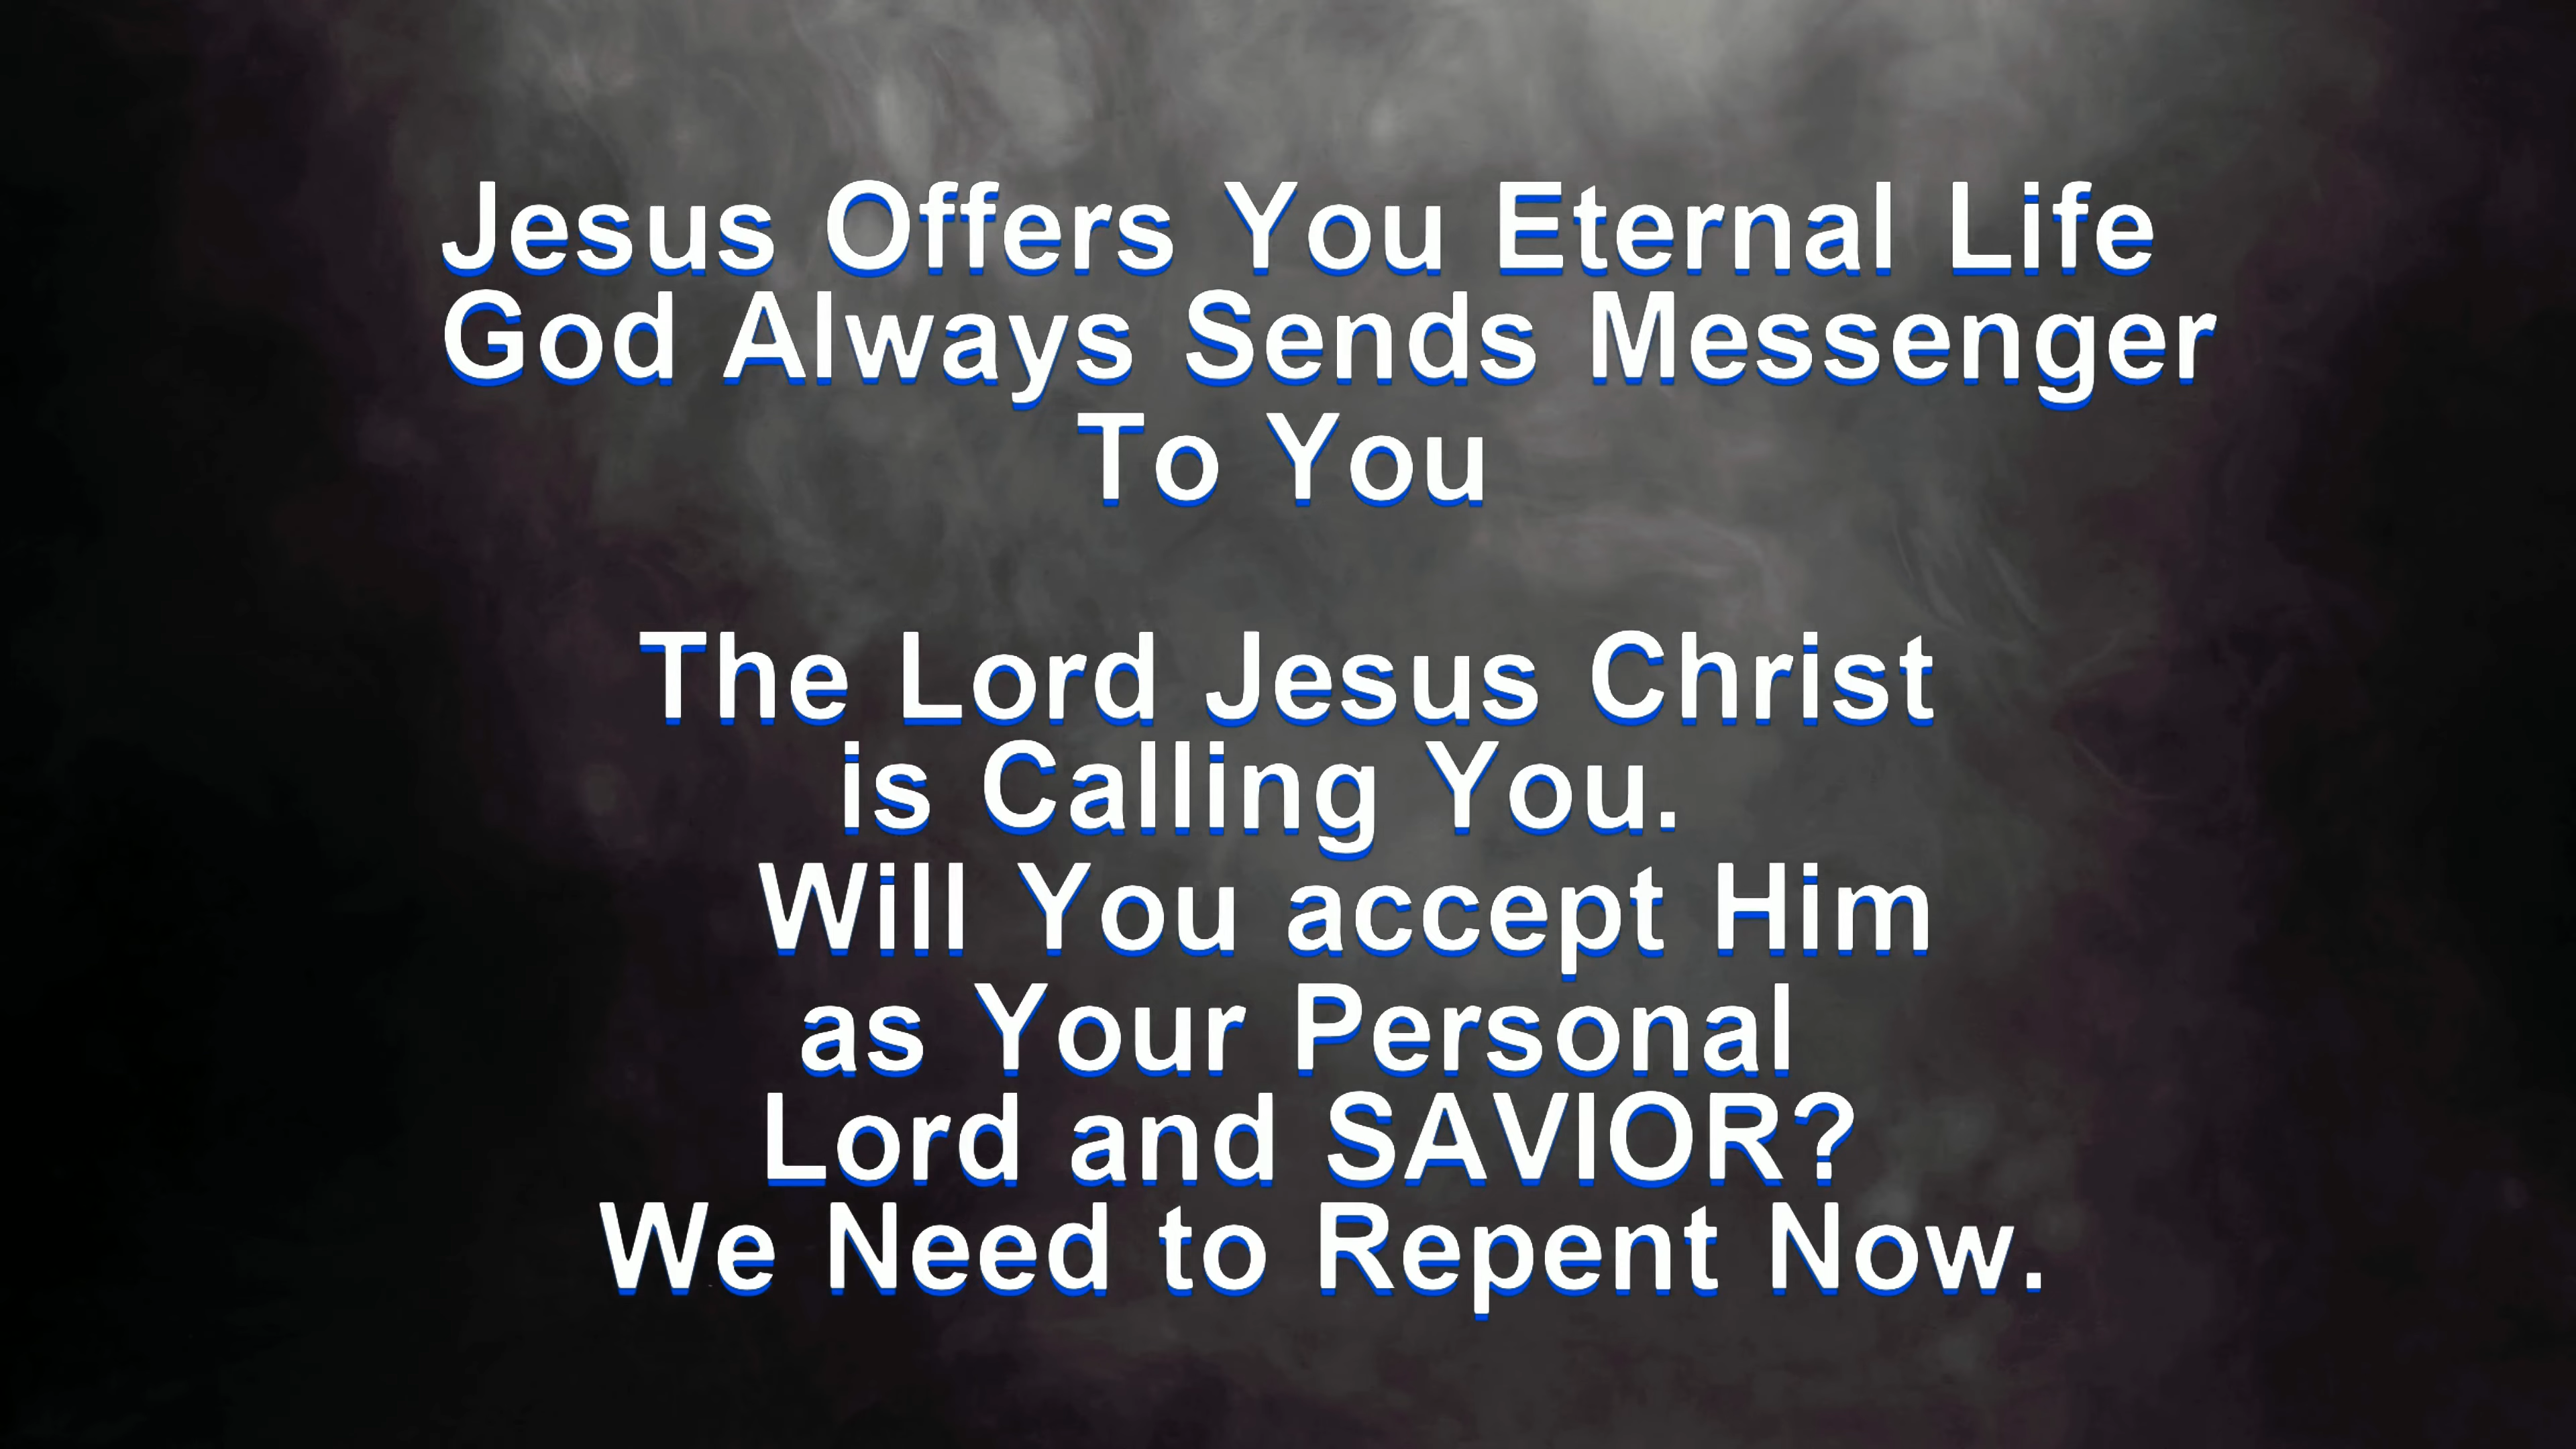 Jesus Offers You Eternal Life
God Always Sends Messenger
To You
The Lord Jesus Christ
is Calling You.
Will You accept Him
as Your Personal
Lord and SAVIOR?
We Need to Repent Now.